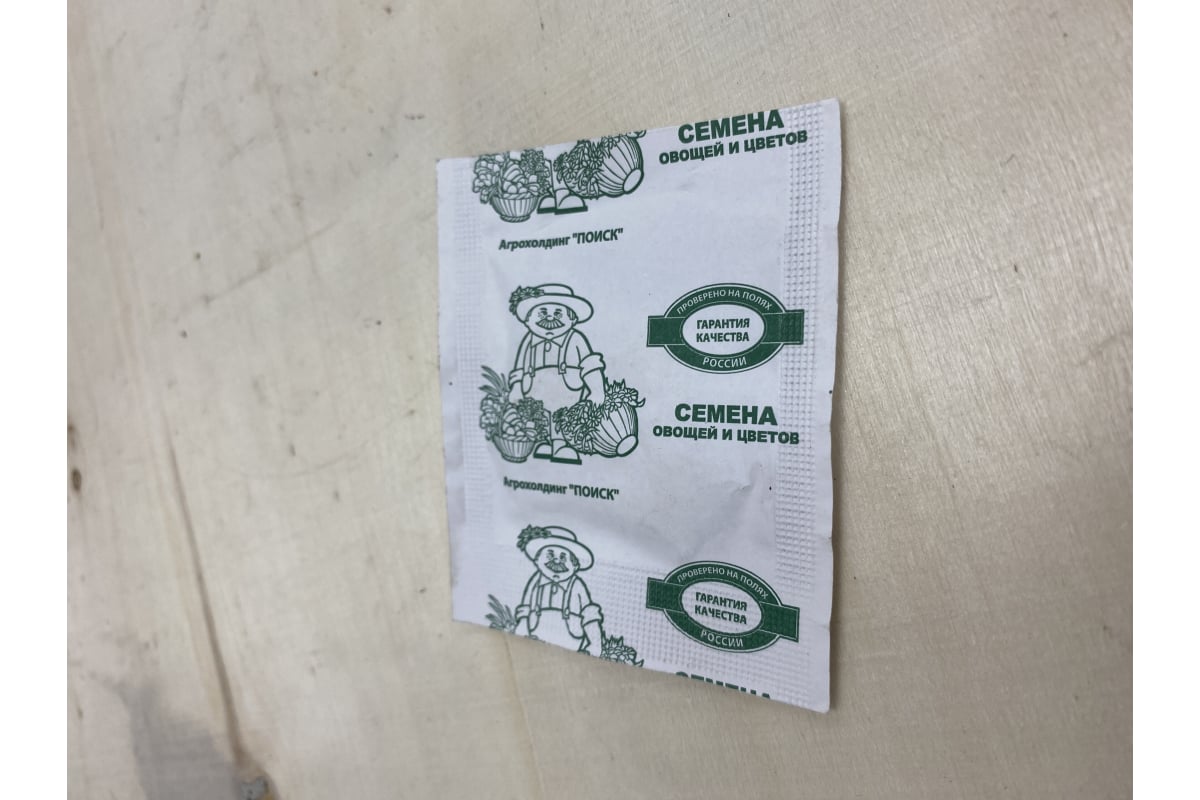 СЕМЕНА
ОВОЩЕЙ И ЦВЕТОВ
Агрохолдинг "ПОИСК"
ПРОВЕРЕНО НА ПОЛЯХ
ГАРАНТИЯ
КАЧЕСТВА
РОССИИ
СЕМЕНА
ОВОЩЕЙ И ЦВЕТОВ
Агрохолдинг "ПОИСК"
ПРОВЕРЕНО НА ПОЛЯХ
ГАРАНТИЯ
КАЧЕСТВА
РОССИИ
СЕМЕНА